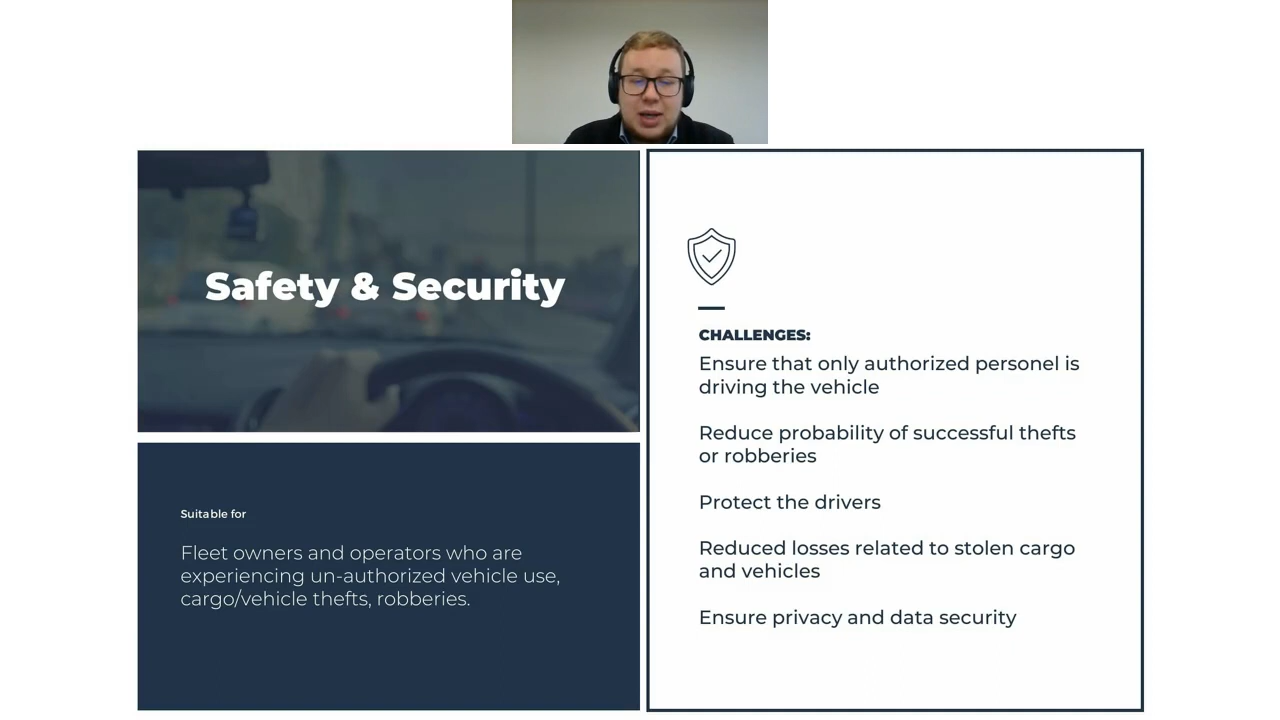 Safety & Security
Suitable for
Fleet owners and operators who are
experiencing un-authorized vehicle use,
cargo/vehicle thefts, robberies.
CHALLENGES:
Ensure that only authorized personel is
driving the vehicle
Reduce probability of successful thefts
or robberies
Protect the drivers
Reduced losses related to stolen cargo
and vehicles
Ensure privacy and data security